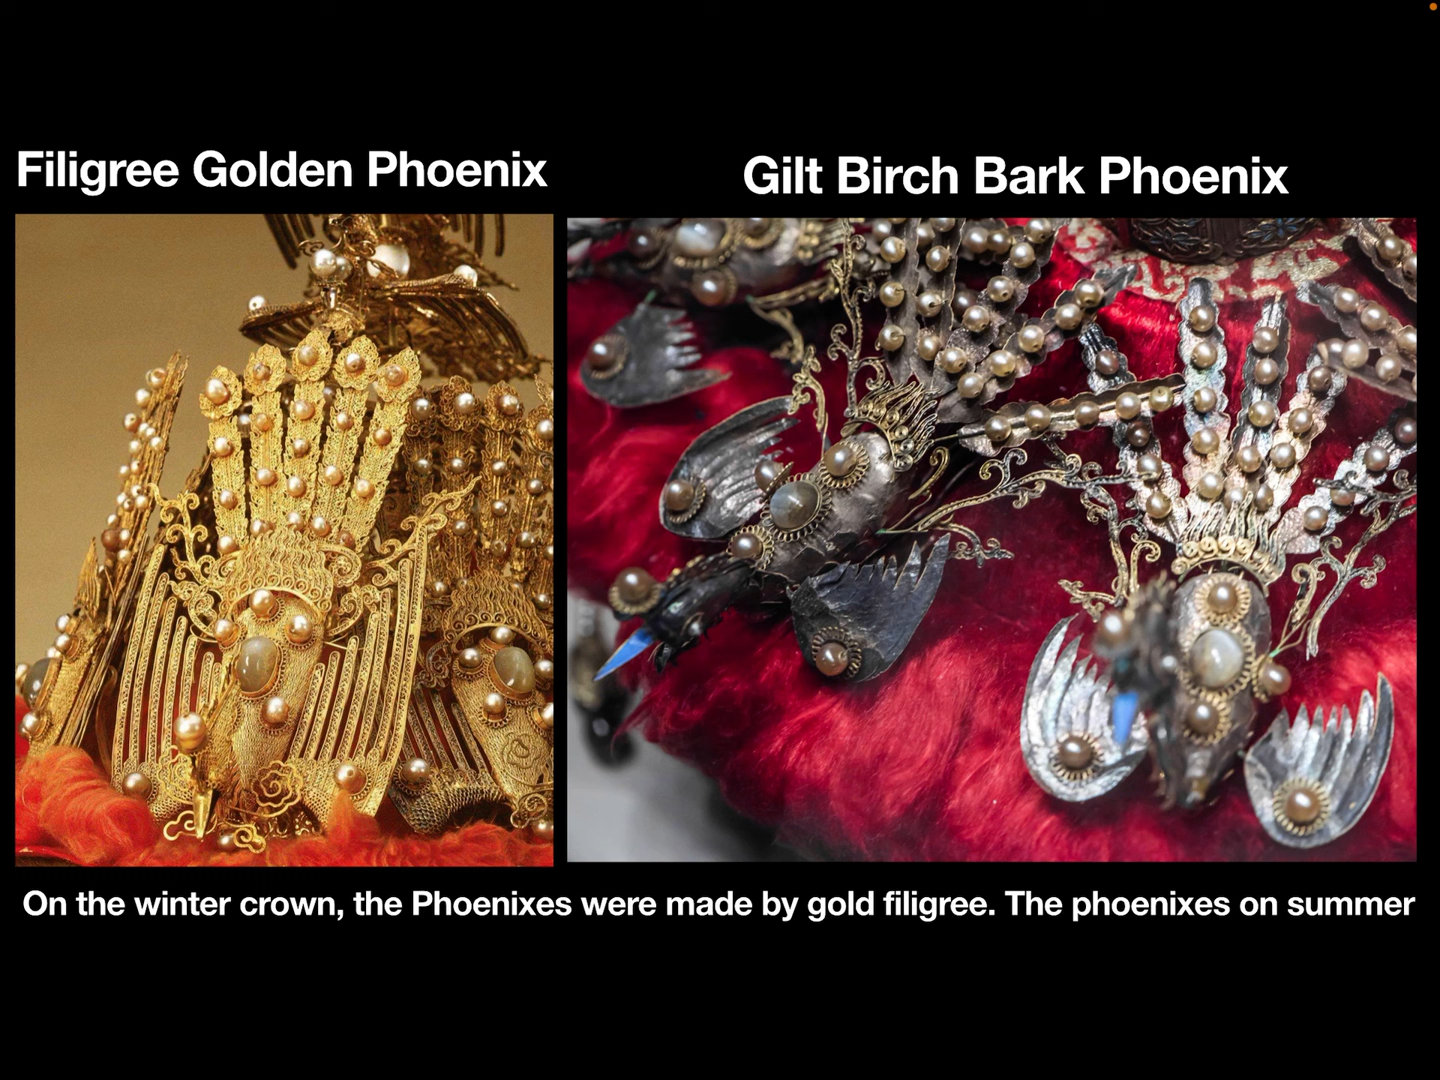 Filigree Golden Phoenix
Gilt Birch Bark Phoenix
On the winter crown, the Phoenixes were made by gold filigree. The phoenixes on summer